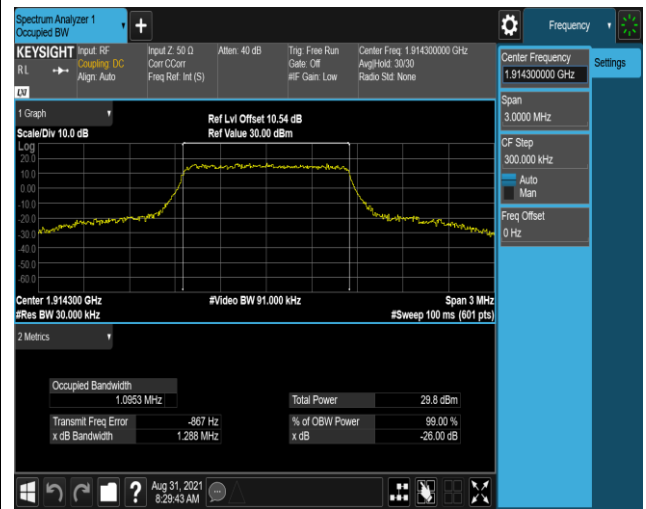 Spectrum Analyzer 1
Occupied BW
+
Frequency
KEYSIGHT
RL
LXI
Input: RF
Coupling: DC
Align: Auto
Input Z: 50 Ω
Corr CCorr
Freq Ref: Int (S)
Atten: 40 dB
Trig: Free Run
Gate: Off
#IF Gain: Low
Center Freq: 1.914300000 GHz
Avg|Hold: 30/30
Radio Std: None
Center Frequency
1.914300000 GHz
Settings
Span
3.0000 MHz
CF Step
300.000 kHz
Auto
Man
Freq Offset
0 Hz
1 Graph
Scale/Div 10.0 dB
Ref Lvl Offset 10.54 dB
Ref Value 30.00 dBm
Log
20.0
10.0
0.00
-10.0
-20.0
-30.0
-40.0
-50.0
-60.0
Center 1.914300 GHz
#Res BW 30.000 kHz
#Video BW 91.000 kHz
Span 3 MHz
#Sweep 100 ms (601 pts)
2 Metrics
Occupied Bandwidth
1.0953 MHz
Total Power 29.8 dBm
Transmit Freq Error -867 Hz
% of OBW Power 99.00 %
x dB Bandwidth 1.288 MHz
x dB -26.00 dB
?
Aug 31, 2021
8:29:43 AM